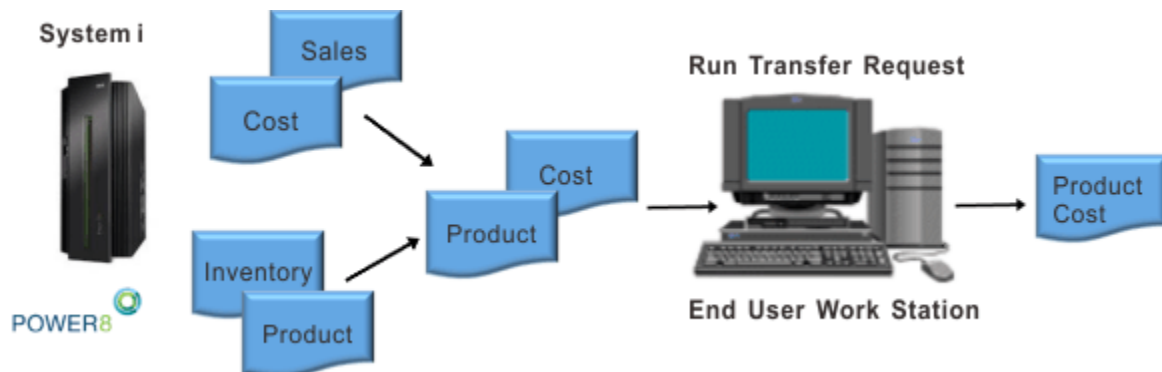 System i
Sales
Cost
Inventory
Product
Cost
Product
Run Transfer Request
End User Work Station
Product
Cost
POWER8